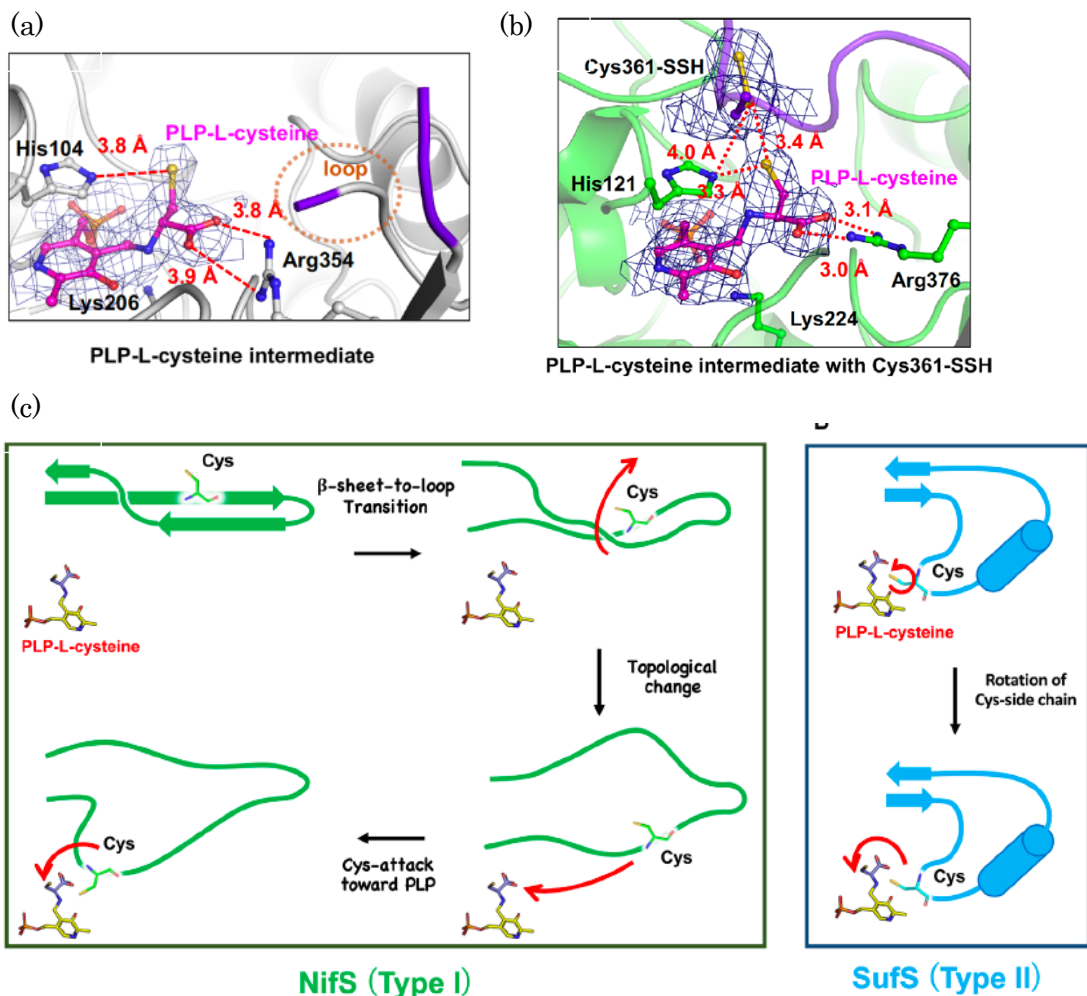 (a)
His104
3.8 Å
PLP-L-cysteine
loop
3.8 Å
3.9 Å
Arg354
Lys206
PLP-L-cysteine intermediate
(b)
Cys361-SSH
4.0 Å
3.4 Å
His121
3.3 Å
PLP-L-cysteine
3.1 Å
3.0 Å
Arg376
Lys224
PLP-L-cysteine intermediate with Cys361-SSH
(c)
Cys
PLP-L-cysteine
β-sheet-to-loop
Transition
Cys
Topological
change
Cys
Cys-attack
toward PLP
Cys
NifS (Type I)
Cys
PLP-L-cysteine
Rotation of
Cys-side chain
Cys
SufS (Type II)